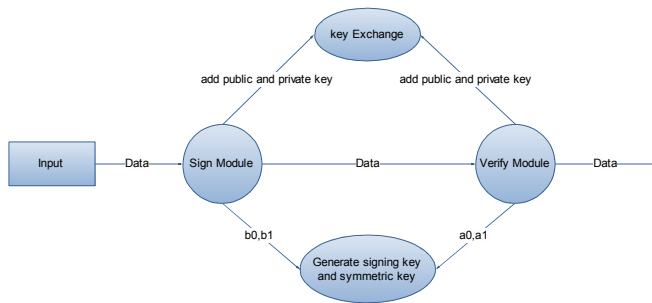 key Exchange
add public and private key
add public and private key
Input
Data
Sign Module
Data
Verify Module
Data
b0,b1
a0,a1
Generate signing key
and symmetric key